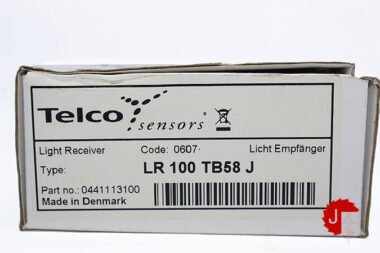 Telco
sensors®
Light Receiver Code: 0607· Licht Empfänger
Type: LR 100 TB58 J
Part no.: 0441113100
Made in Denmark
J